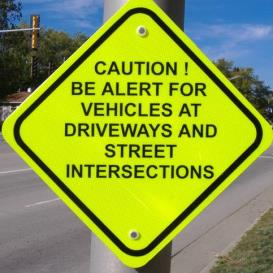 CAUTION !
BE ALERT FOR
VEHICLES AT
DRIVEWAYS AND
STREET
INTERSECTIONS